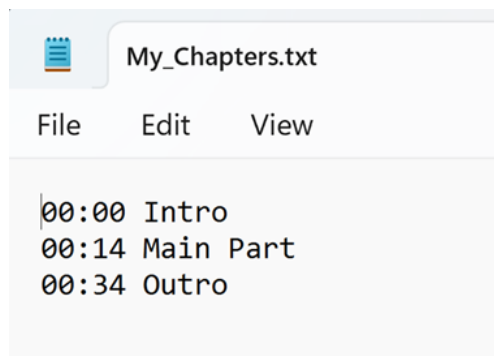 My_Chapters.txt
File Edit View
00:00 Intro
00:14 Main Part
00:34 Outro